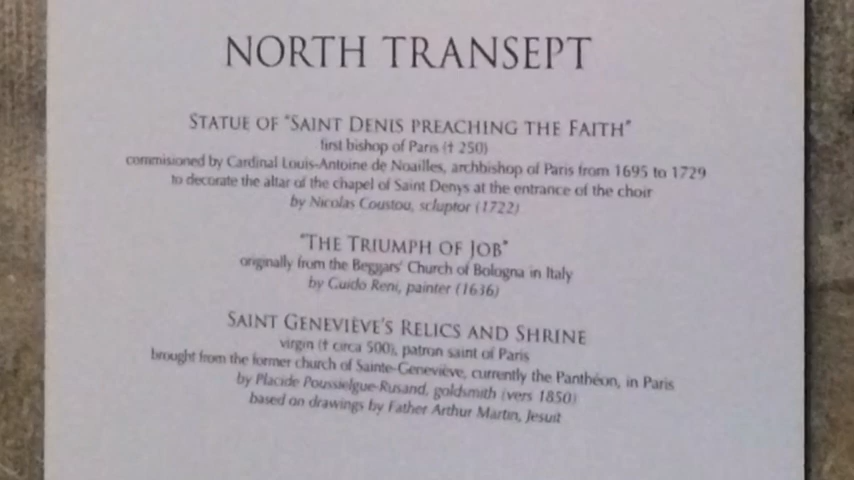 NORTH TRANSEPT
STATUE OF "SAINT DENIS PREACHING THE FAITH"
first bishop of Paris († 250)
commisioned by Cardinal Louis-Antoine de Noailles, archbishop of Paris from 1695 to 1729
to decorate the altar of the chapel of Saint Denys at the entrance of the choir
by Nicolas Coustou, scluptor (1722)
"THE TRIUMPH OF JOB"
originally from the Beggars' Church of Bologna in Italy
by Guido Reni, painter (1636)
SAINT GENEVIÈVE'S RELICS AND SHRINE
virgin († circa 500), patron saint of Paris
brought from the former church of Sainte-Geneviève, currently the Panthéon, in Paris
by Placide Poussielgue-Rusand, goldsmith (vers 1850)
based on drawings by Father Arthur Martin, Jesuit